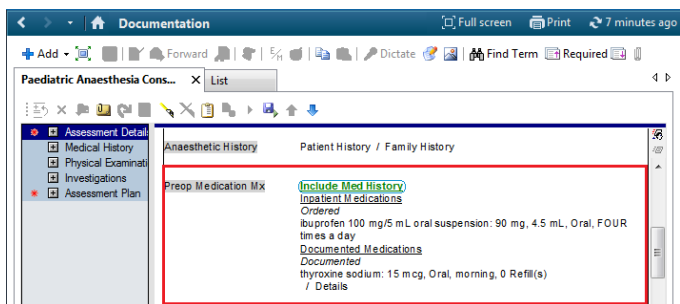 Documentation Full screen Print 7 minutes ago
Add Forward Dictate Find Term Required
Paediatric Anaesthesia Cons... X List
Assessment Detail
Medical History
Physical Examinati
Investigations
Assessment Plan
Anaesthetic History Patient History / Family History
Preop Medication Mx <Include Med History>
Inpatient Medications
Ordered
ibuprofen 100 mg/5 mL oral suspension: 90 mg, 4.5 mL, Oral, FOUR
times a day
Documented Medications
Documented
thyroxine sodium: 15 mcg, Oral, morning, 0 Refill(s)
/ Details